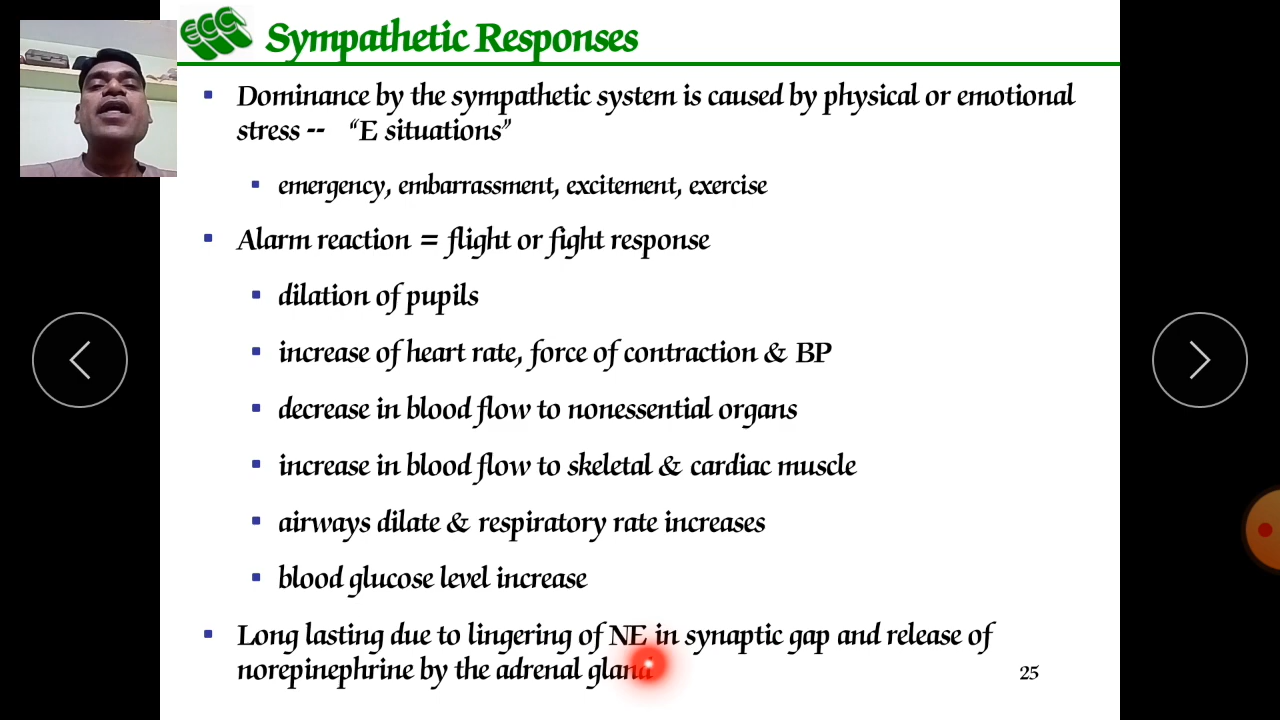 ECC
Sympathetic Responses
▪ Dominance by the sympathetic system is caused by physical or emotional
stress -- “E situations”
▪ emergency, embarrassment, excitement, exercise
▪ Alarm reaction = flight or fight response
▪ dilation of pupils
▪ increase of heart rate, force of contraction & BP
▪ decrease in blood flow to nonessential organs
▪ increase in blood flow to skeletal & cardiac muscle
▪ airways dilate & respiratory rate increases
▪ blood glucose level increase
▪ Long lasting due to lingering of NE in synaptic gap and release of
norepinephrine by the adrenal gland
25